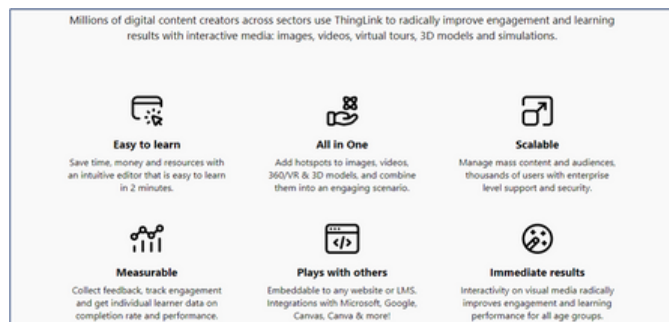 Millions of digital content creators across sectors use ThingLink to radically improve engagement and learning
results with interactive media: images, videos, virtual tours, 3D models and simulations.
Easy to learn
Save time, money and resources with
an intuitive editor that is easy to learn
in 2 minutes.
All in One
Add hotspots to images, videos,
360/VR & 3D models, and combine
them into an engaging scenario.
Scalable
Manage mass content and audiences,
thousands of users with enterprise
level support and security.
Measurable
Collect feedback, track engagement
and get individual learner data on
completion rate and performance.
Plays with others
Embeddable to any website or LMS.
Integrations with Microsoft, Google,
Canvas, Canva & more!
Immediate results
Interactivity on visual media radically
improves engagement and learning
performance for all age groups.